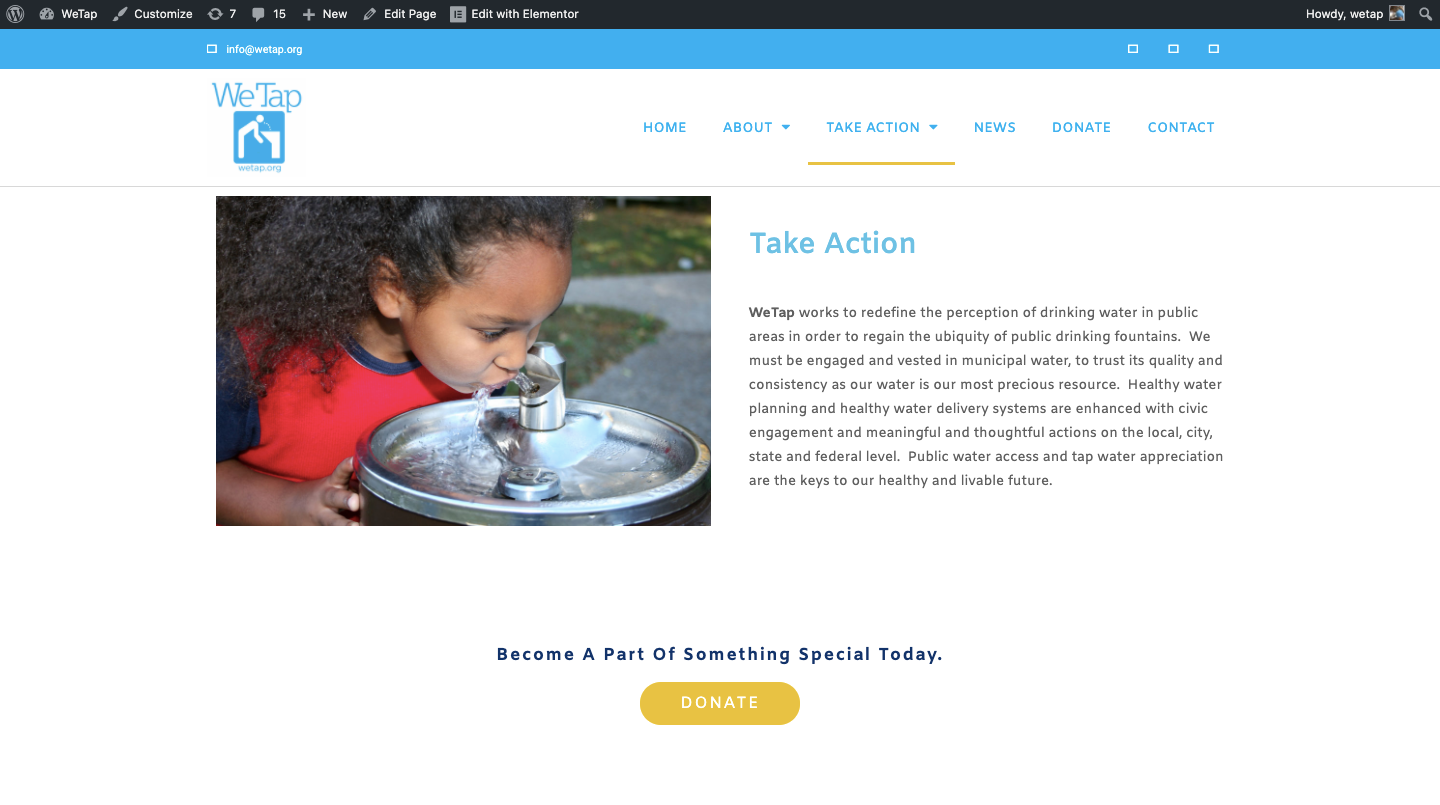 WeTap Customize 7 15 New Edit Page Edit with Elementor Howdy, wetap
info@wetap.org
WeTap
wetap.org
HOME ABOUT TAKE ACTION NEWS DONATE CONTACT
Take Action
WeTap works to redefine the perception of drinking water in public
areas in order to regain the ubiquity of public drinking fountains. We
must be engaged and vested in municipal water, to trust its quality and
consistency as our water is our most precious resource. Healthy water
planning and healthy water delivery systems are enhanced with civic
engagement and meaningful and thoughtful actions on the local, city,
state and federal level. Public water access and tap water appreciation
are the keys to our healthy and livable future.
Become A Part Of Something Special Today.
DONATE